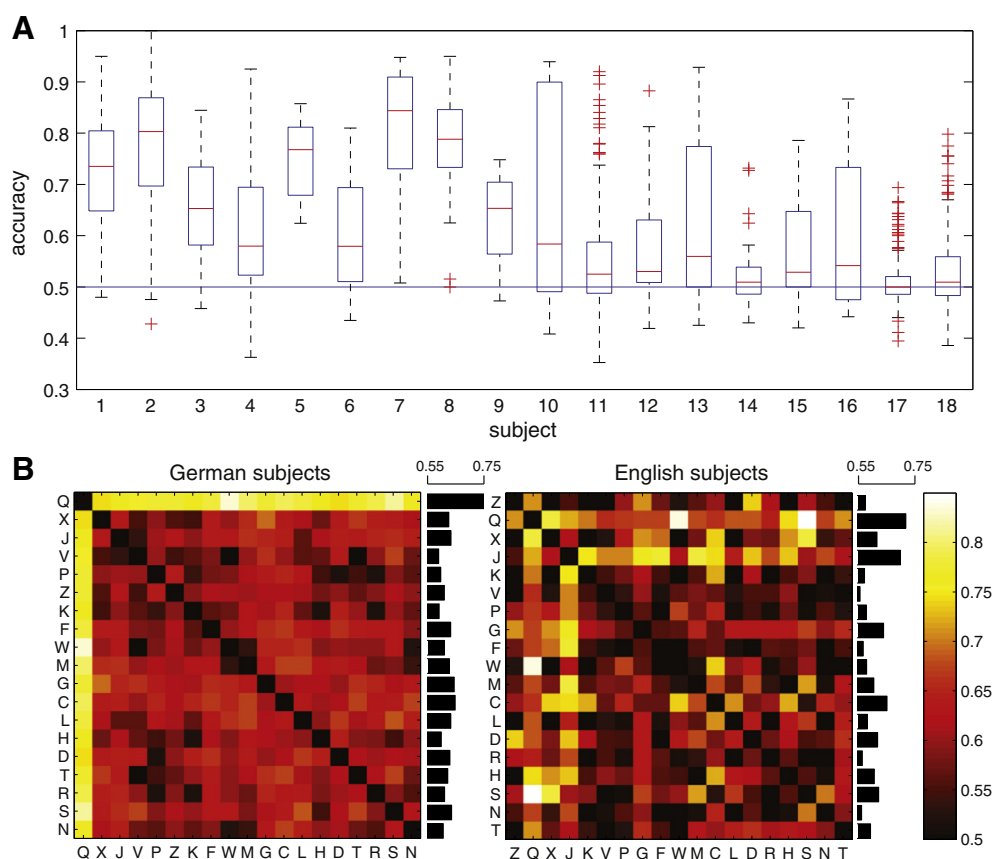 A
accuracy
1
0.9
0.8
0.7
0.6
0.5
0.4
0.3
1 2 3 4 5 6 7 8 9 10 11 12 13 14 15 16 17 18
subject
B
German subjects
0.55 0.75
Q
X
J
V
P
Z
K
F
W
M
G
C
L
H
D
T
R
S
N
Q X J V P Z K F W M G C L H D T R S N
English subjects
0.55 0.75
Z
Q
X
J
K
V
P
G
F
W
M
C
L
D
R
H
S
N
T
Z Q X J K V P G F W M C L D R H S N T
0.8
0.75
0.7
0.65
0.6
0.55
0.5